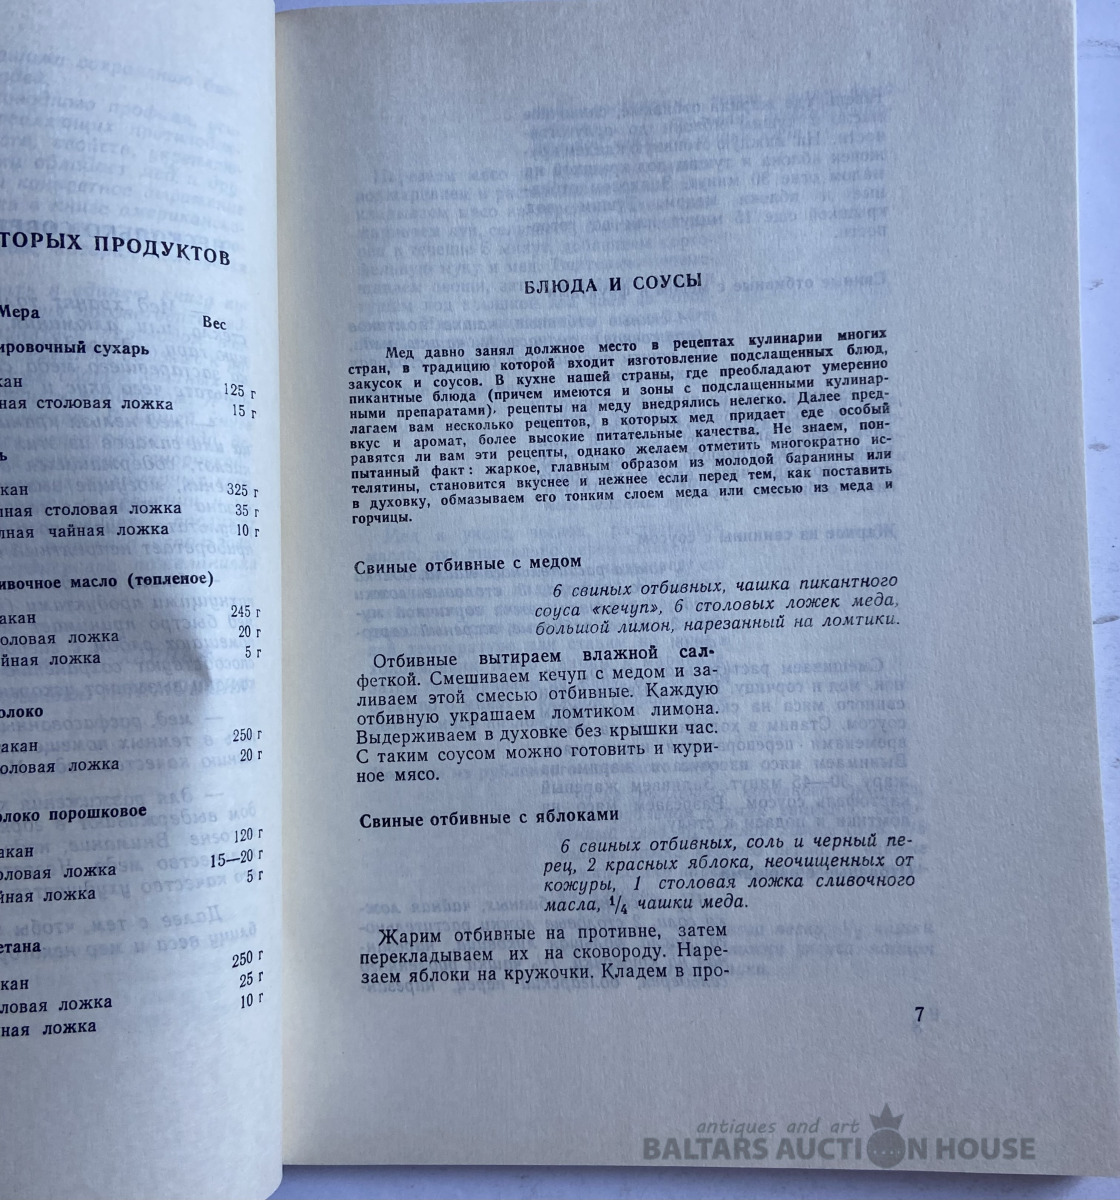 ТОРЫХ ПРОДУКТОВ
Мера
Вес
ировочный сухарь
кан
125 г
ная столовая ложка
15 г
ь
кан
325 г
ная столовая ложка
35 г
лная чайная ложка
10 г
ивочное масло (топленое)
акан
245 г
оловая ложка
20 г
йная ложка
5 г
олоко
акан
250 г
оловая ложка
20 г
олоко порошковое
акан
120 г
оловая ложка
15—20 г
йная ложка
5 г
етана
кан
250 г
ловая ложка
25 г
ная ложка
10 г
БЛЮДА И СОУСЫ
Мед давно занял должное место в рецептах кулинарии многих
стран, в традицию которой входит изготовление подслащенных блюд,
закусок и соусов. В кухне нашей страны, где преобладают умеренно
пикантные блюда (причем имеются и зоны с подслащенными кулинар-
ными препаратами), рецепты на меду внедрялись нелегко. Далее пред-
лагаем вам несколько рецептов, в которых мед придает еде особый
вкус и аромат, более высокие питательные качества. Не знаем, пон-
равятся ли вам эти рецепты, однако желаем отметить многократно ис-
пытанный факт: жаркое, главным образом из молодой баранины или
телятины, становится вкуснее и нежнее если перед тем, как поставить
в духовку, обмазываем его тонким слоем меда или смесью из меда и
горчицы.
Свиные отбивные с медом
6 свиных отбивных, чашка пикантного
соуса «кечуп», 6 столовых ложек меда,
большой лимон, нарезанный на ломтики.
Отбивные вытираем влажной сал-
феткой. Смешиваем кечуп с медом и за-
ливаем этой смесью отбивные. Каждую
отбивную украшаем ломтиком лимона.
Выдерживаем в духовке без крышки час.
С таким соусом можно готовить и кури-
ное мясо.
Свиные отбивные с яблоками
6 свиных отбивных, соль и черный пе-
рец, 2 красных яблока, неочищенных от
кожуры, 1 столовая ложка сливочного
масла, 1/4 чашки меда.
Жарим отбивные на противне, затем
перекладываем их на сковороду. Наре-
заем яблоки на кружочки. Кладем в про-
7
antiques and art
BALTARS AUCTION HOUSE